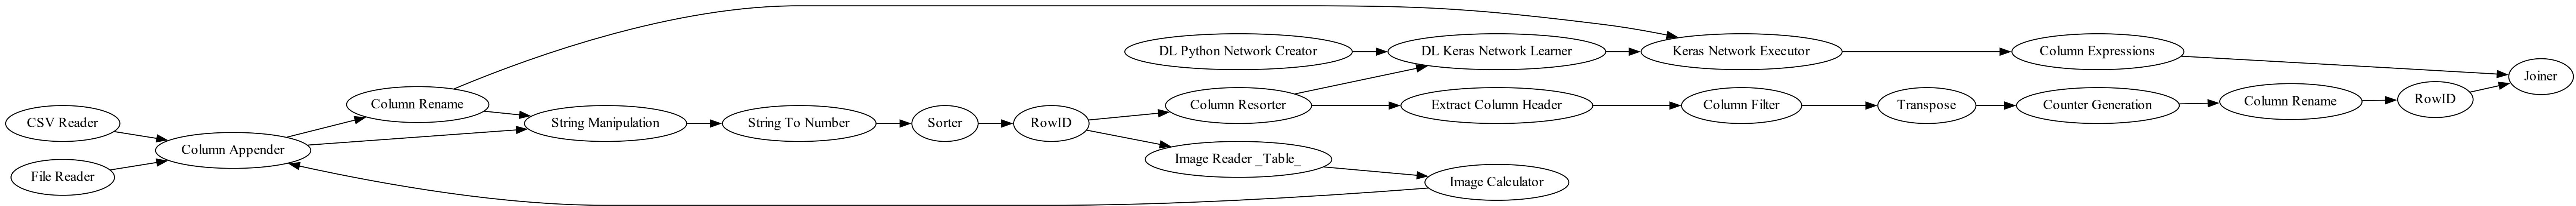 CSV Reader
File Reader
Column Appender
Column Rename
String Manipulation
String To Number
Sorter
RowID
DL Python Network Creator
Column Resorter
Image Reader _Table_
DL Keras Network Learner
Extract Column Header
Image Calculator
Keras Network Executor
Column Filter
Transpose
Column Expressions
Counter Generation
Column Rename
RowID
Joiner